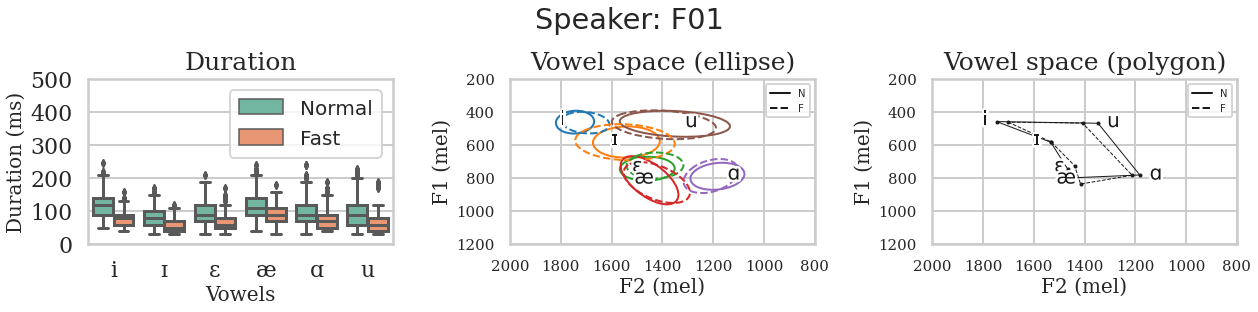 Speaker: F01
Duration
Duration (ms)
500
400
300
200
100
0
Normal
Fast
i ɪ ɛ æ ɑ u
Vowels
Vowel space (ellipse)
F1 (mel)
200
400
600
800
1000
1200
N
F
i
u
ɪ
ɛ
æ
ɑ
2000 1800 1600 1400 1200 1000 800
F2 (mel)
Vowel space (polygon)
F1 (mel)
200
400
600
800
1000
1200
N
F
i
u
ɪ
ɛ
æ
ɑ
2000 1800 1600 1400 1200 1000 800
F2 (mel)